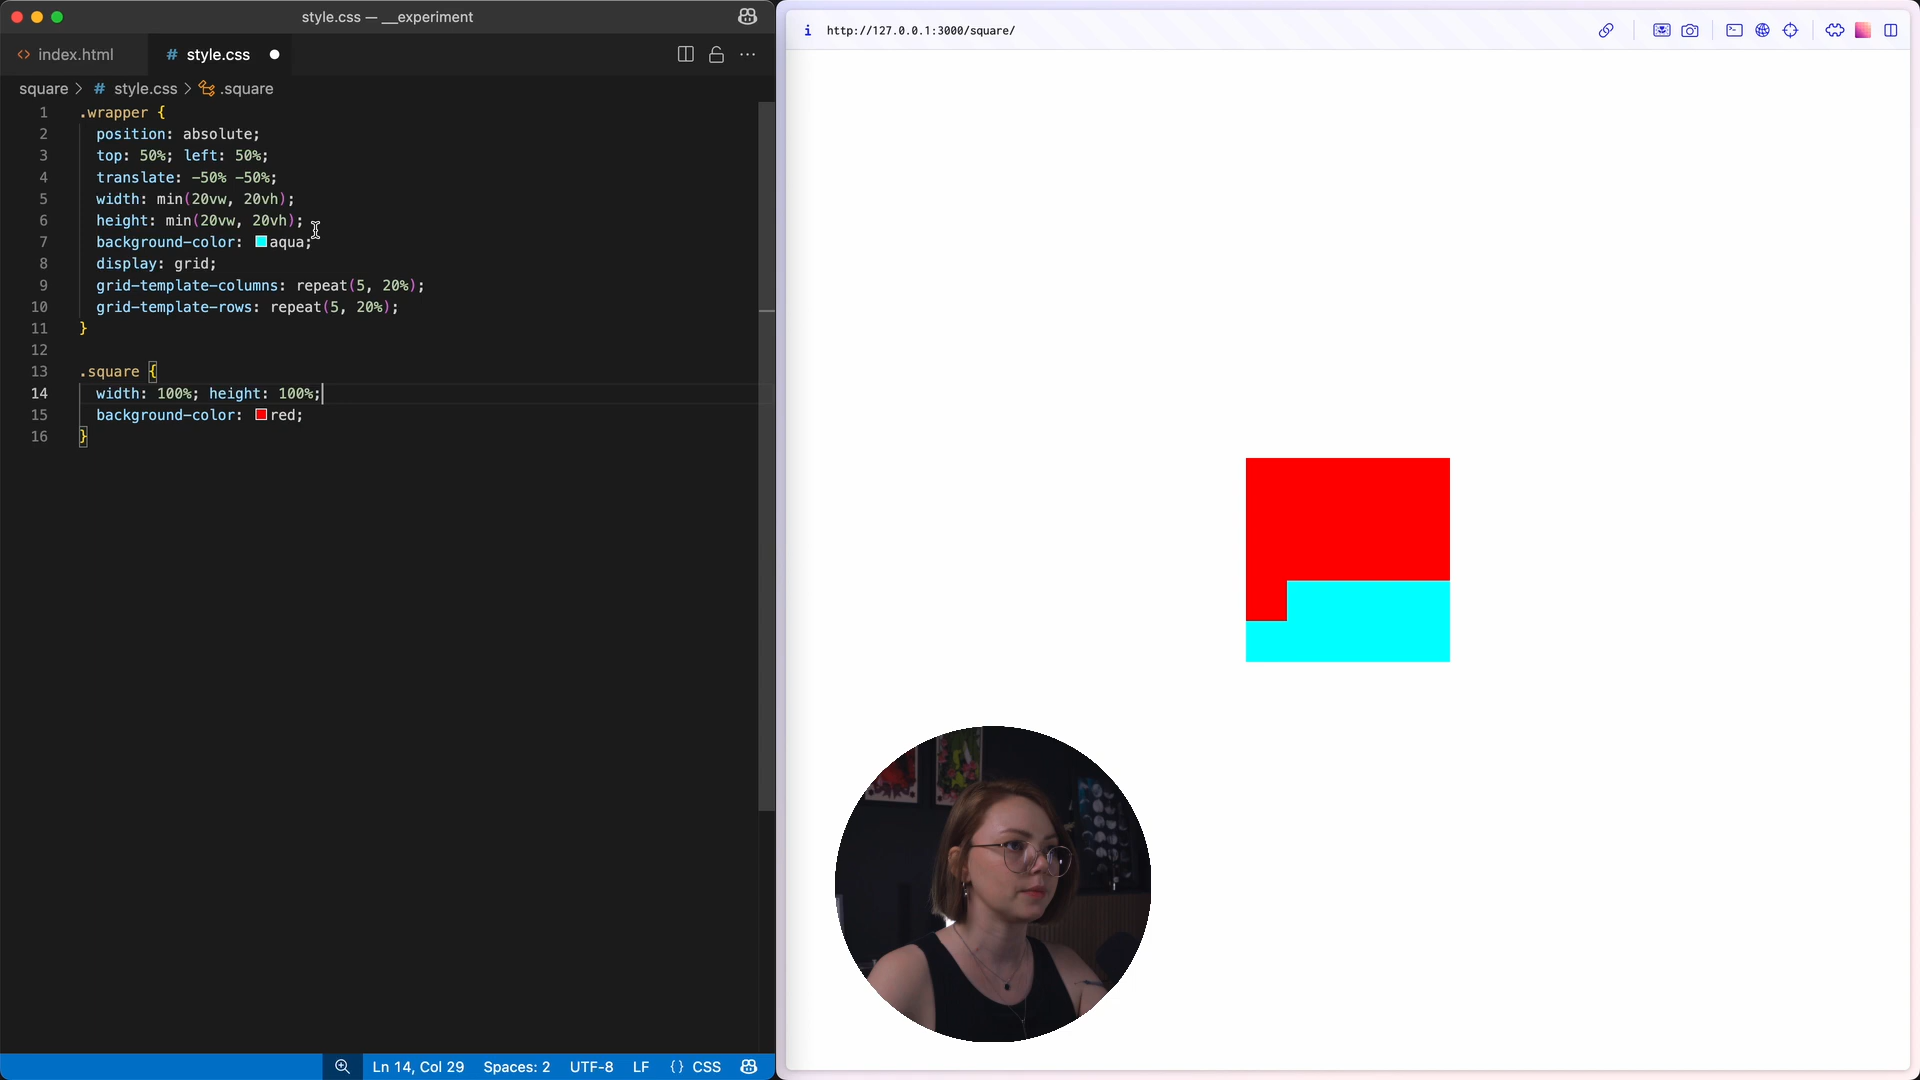 style.css — __experiment
index.html
style.css
square > # style.css > .square
1 .wrapper {
2 position: absolute;
3 top: 50%; left: 50%;
4 translate: -50% -50%;
5 width: min(20vw, 20vh);
6 height: min(20vw, 20vh);
7 background-color: aqua;
8 display: grid;
9 grid-template-columns: repeat(5, 20%);
10 grid-template-rows: repeat(5, 20%);
11 }
12
13 .square {
14 width: 100%; height: 100%;
15 background-color: red;
16 }
Ln 14, Col 29 Spaces: 2 UTF-8 LF {} CSS
i http://127.0.0.1:3000/square/